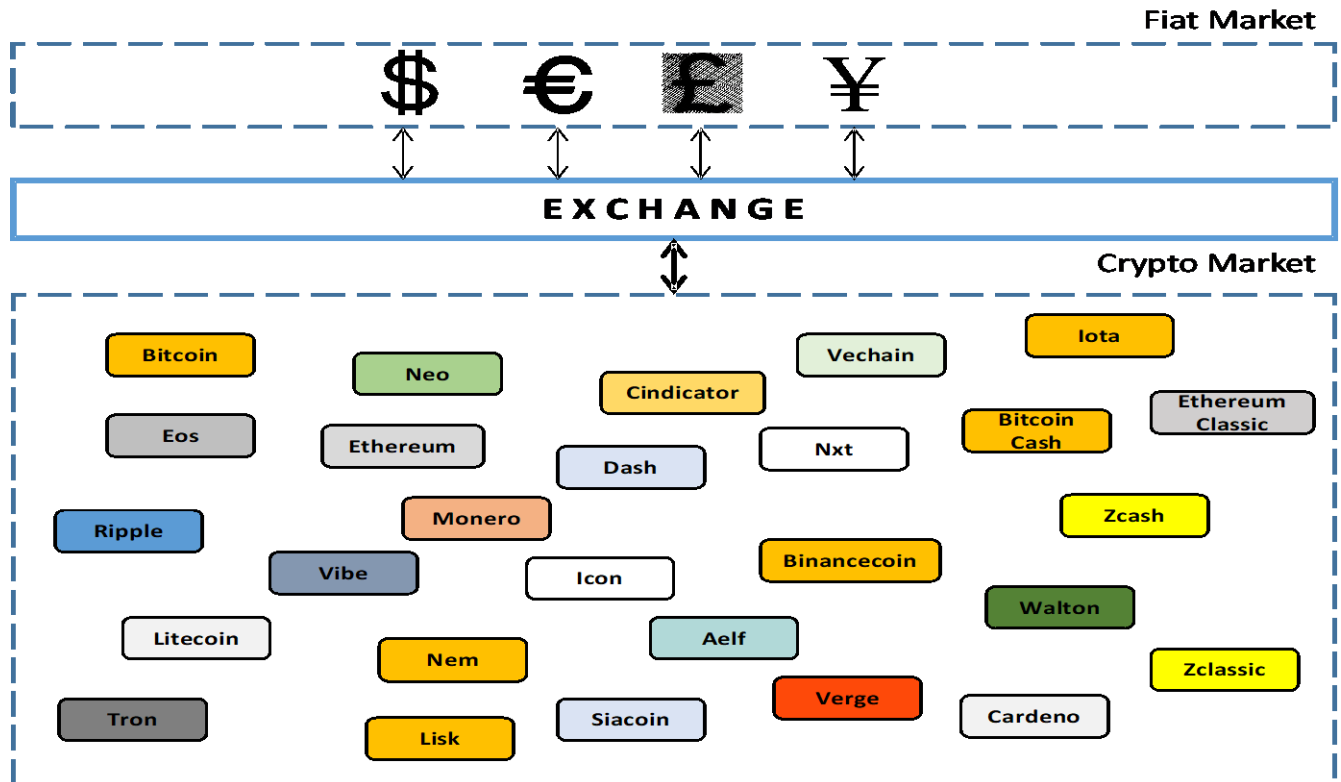 Fiat Market
$ € £ ¥
EXCHANGE
Crypto Market
Bitcoin
Neo
Cindicator
Vechain
Iota
Eos
Ethereum
Dash
Nxt
Bitcoin
Cash
Ethereum
Classic
Ripple
Monero
Zcash
Vibe
Icon
Binancecoin
Walton
Litecoin
Nem
Aelf
Zclassic
Tron
Lisk
Siacoin
Verge
Cardeno